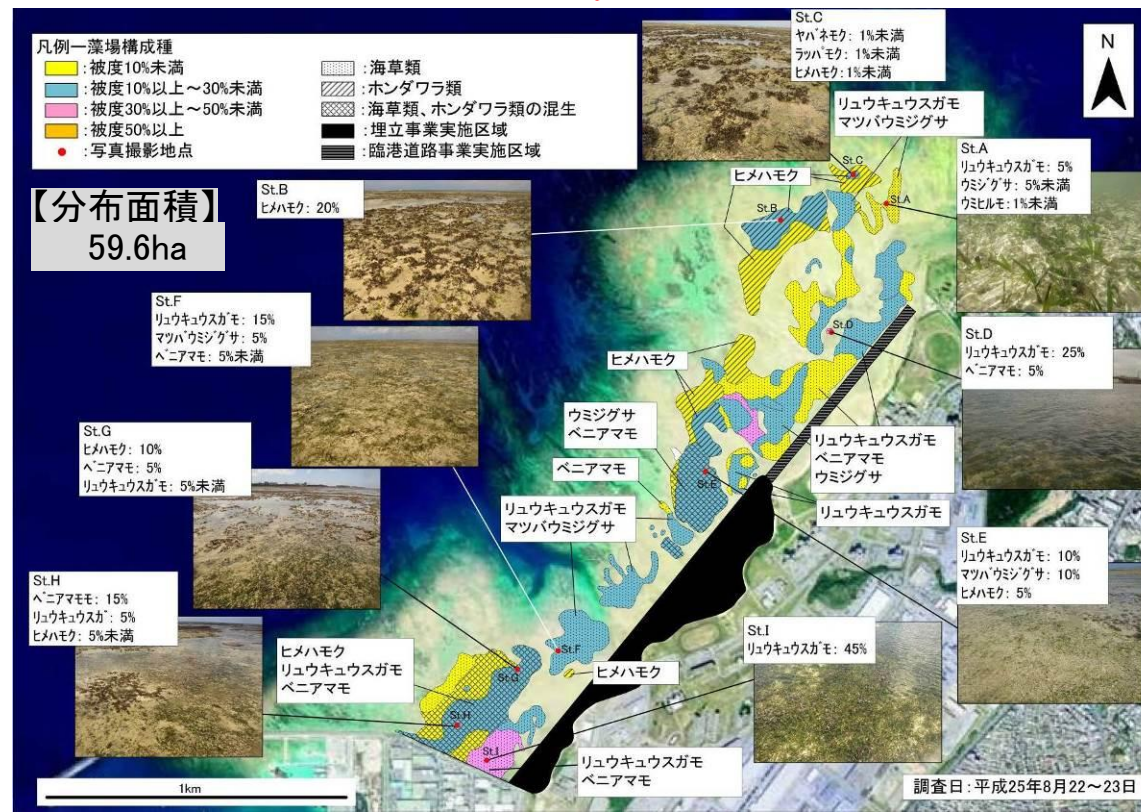 凡例ー藻場構成種
:被度10%未満
:被度10%以上～30%未満
:被度30%以上～50%未満
:被度50%以上
:写真撮影地点
:海草類
:ホンダワラ類
:海草類、ホンダワラ類の混生
:埋立事業実施区域
:臨港道路事業実施区域
【分布面積】
59.6ha
St.C
ヤバネモク: 1%未満
ラッパモク: 1%未満
ヒメハモク: 1%未満
N
リュウキュウスガモ
マツバウミジグサ
St.A
リュウキュウスガモ: 5%
ウミジグサ: 5%未満
ウミヒルモ: 1%未満
St.B
ヒメハモク: 20%
ヒメハモク
St.C
St.A
St.B
St.F
リュウキュウスガモ: 15%
マツバウミジグサ: 5%
ベニアマモ: 5%未満
St.D
St.D
リュウキュウスガモ: 25%
ベニアマモ: 5%
ヒメハモク
ウミジグサ
ベニアマモ
St.G
ヒメハモク: 10%
ベニアマモ: 5%
リュウキュウスガモ: 5%未満
リュウキュウスガモ
ベニアマモ
ウミジグサ
ベニアマモ
St.E
リュウキュウスガモ
リュウキュウスガモ
マツバウミジグサ
St.E
リュウキュウスガモ: 10%
マツバウミジグサ: 10%
ヒメハモク: 5%
St.H
ベニアマモモ: 15%
リュウキュウスガ: 5%
ヒメハモク: 5%未満
St.I
リュウキュウスガモ: 45%
ヒメハモク
リュウキュウスガモ
ベニアマモ
St.F
St.G
ヒメハモク
St.H
St.I
リュウキュウスガモ
ベニアマモ
1km
調査日:平成25年8月22～23日